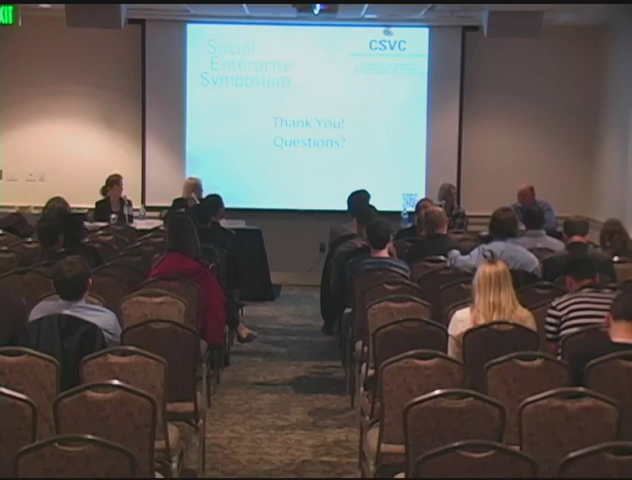 EXIT
Social
Enterprise
Symposium
CSVC
Thank You!
Questions?